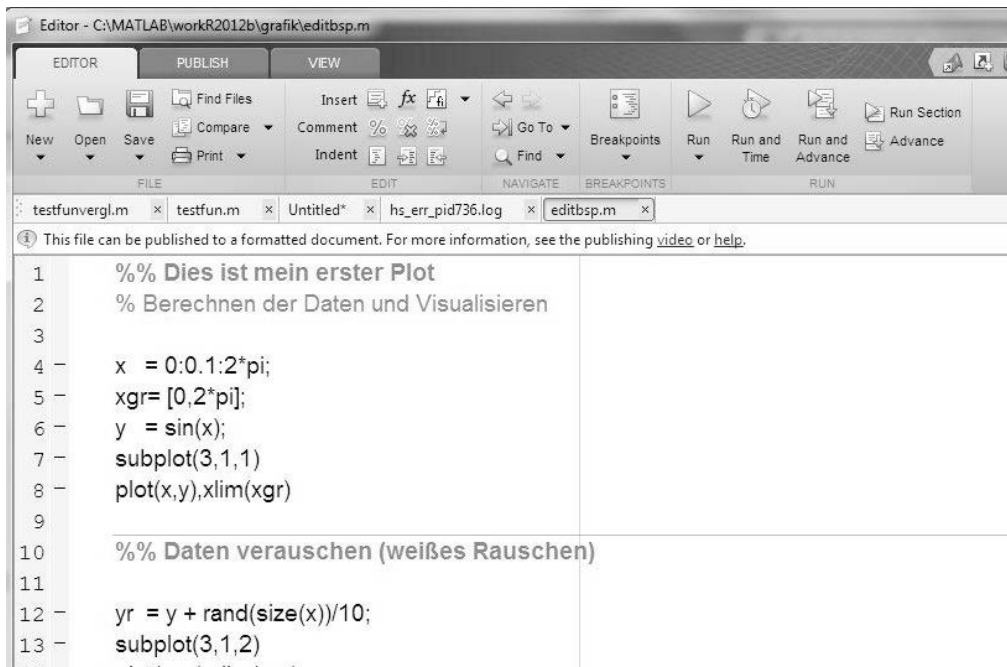 Editor - C:\MATLAB\workR2012b\grafik\editbsp.m
EDITOR PUBLISH VIEW
New Open Save Find Files Compare Print
Insert fx Comment % Indent
Go To Find
Breakpoints
Run Run and Time Run and Advance Run Section Advance
FILE EDIT NAVIGATE BREAKPOINTS RUN
testfunvergl.m × testfun.m × Untitled* × hs_err_pid736.log × editbsp.m ×
This file can be published to a formatted document. For more information, see the publishing video or help.
1 %% Dies ist mein erster Plot
2 % Berechnen der Daten und Visualisieren
3
4 – x = 0:0.1:2*pi;
5 – xgr= [0,2*pi];
6 – y = sin(x);
7 – subplot(3,1,1)
8 – plot(x,y),xlim(xgr)
9
10 %% Daten verauschen (weißes Rauschen)
11
12 – yr = y + rand(size(x))/10;
13 – subplot(3,1,2)